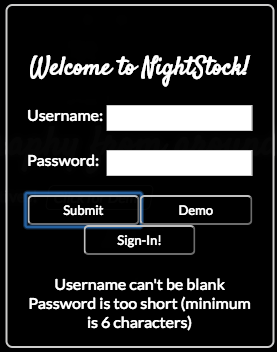 Welcome to NightStock!
Username:
Password:
Submit Demo
Sign-In!
Username can't be blank
Password is too short (minimum
is 6 characters)